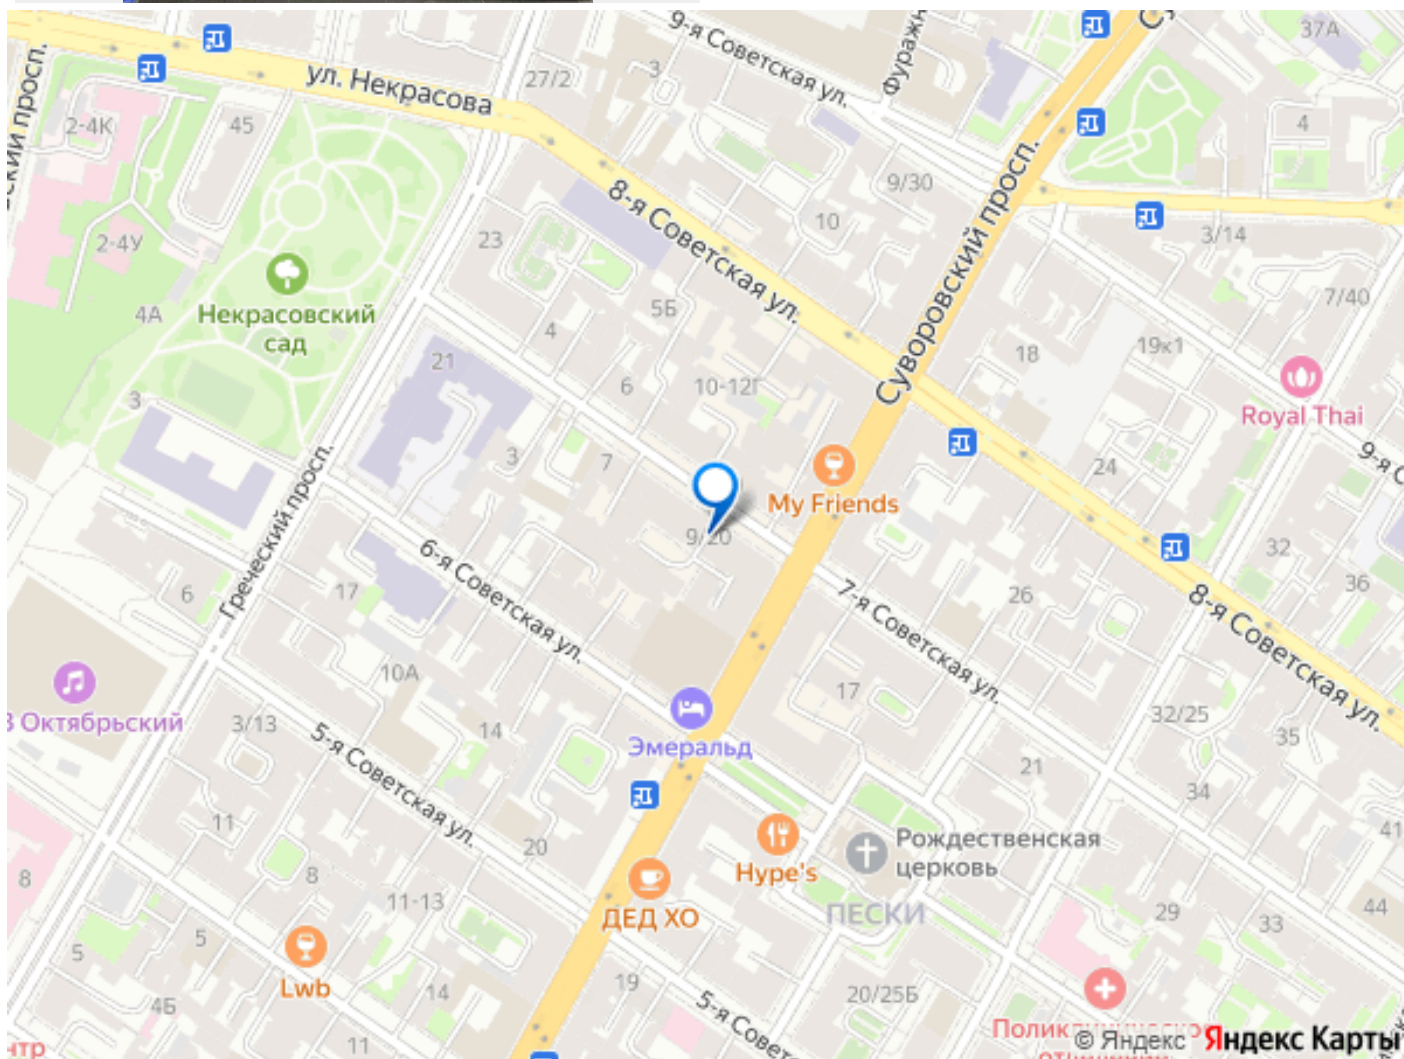 9-я Советская ул.
Фуражн
37А
ул. Некрасова
27/2
3
2-4К
45
4
ский просп.
Суворовский просп.
9/30
10
8-я Советская ул.
23
2-4У
3/14
4А
Некрасовский
сад
5Б
7/40
4
18
19к1
21
6
10-12Г
Royal Thai
3
3
7
My Friends
24
9-я С
9/20
Греческий просп.
6-я Советская ул.
7-я Советская ул.
8-я Советская ул.
32
36
6
17
26
10А
17
В Октябрьский
3/13
14
Эмеральд
32/25
35
5-я Советская ул.
21
34
11
20
Hype's
Рождественская
церковь
41
8
8
11-13
ДЕД ХО
ПЕСКИ
29
33
44
5
5
Lwb
4Б
14
19
20/25Б
5-я Совет
11
нтр
Поликлиническо
© Яндекс Яндекс Карты